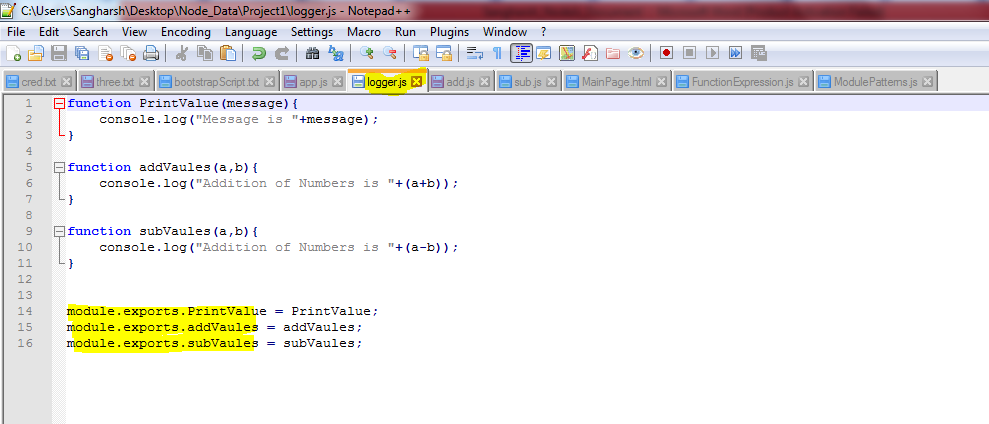 C:\Users\Sangharsh\Desktop\Node_Data\Project1\logger.js - Notepad++
File Edit Search View Encoding Language Settings Macro Run Plugins Window ?
cred.txt three.txt bootstrapScript.txt app.js logger.js add.js sub.js MainPage.html FunctionExpression.js ModulePatterns.js
1 function PrintValue(message){
2 console.log("Message is "+message);
3 }
4
5 function addVaules(a,b){
6 console.log("Addition of Numbers is "+(a+b));
7 }
8
9 function subVaules(a,b){
10 console.log("Addition of Numbers is "+(a-b));
11 }
12
13
14 module.exports.PrintValue = PrintValue;
15 module.exports.addVaules = addVaules;
16 module.exports.subVaules = subVaules;